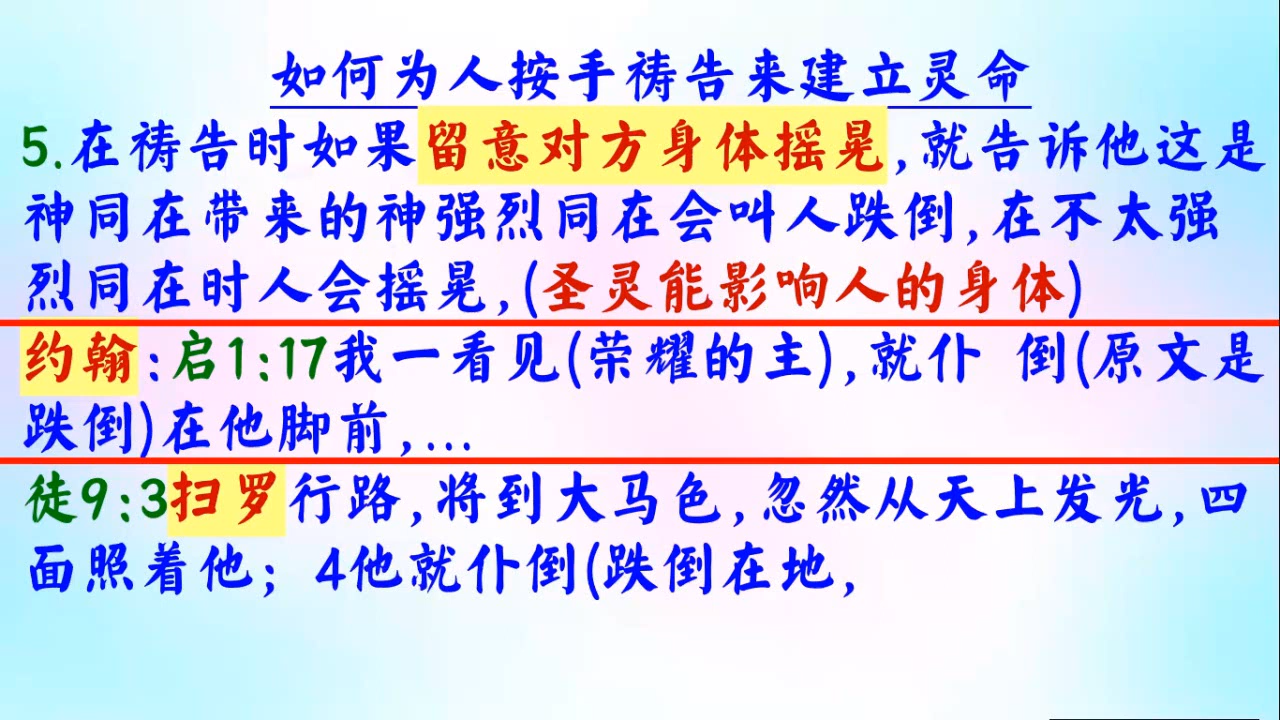 如何为人按手祷告来建立灵命
5.在祷告时如果留意对方身体摇晃,就告诉他这是
神同在带来的神强烈同在会叫人跌倒,在不太强
烈同在时人会摇晃,(圣灵能影响人的身体)
约翰:启1:17我一看见(荣耀的主),就仆 倒(原文是
跌倒)在他脚前,...
徒9:3扫罗行路,将到大马色,忽然从天上发光,四
面照着他; 4他就仆倒(跌倒在地,